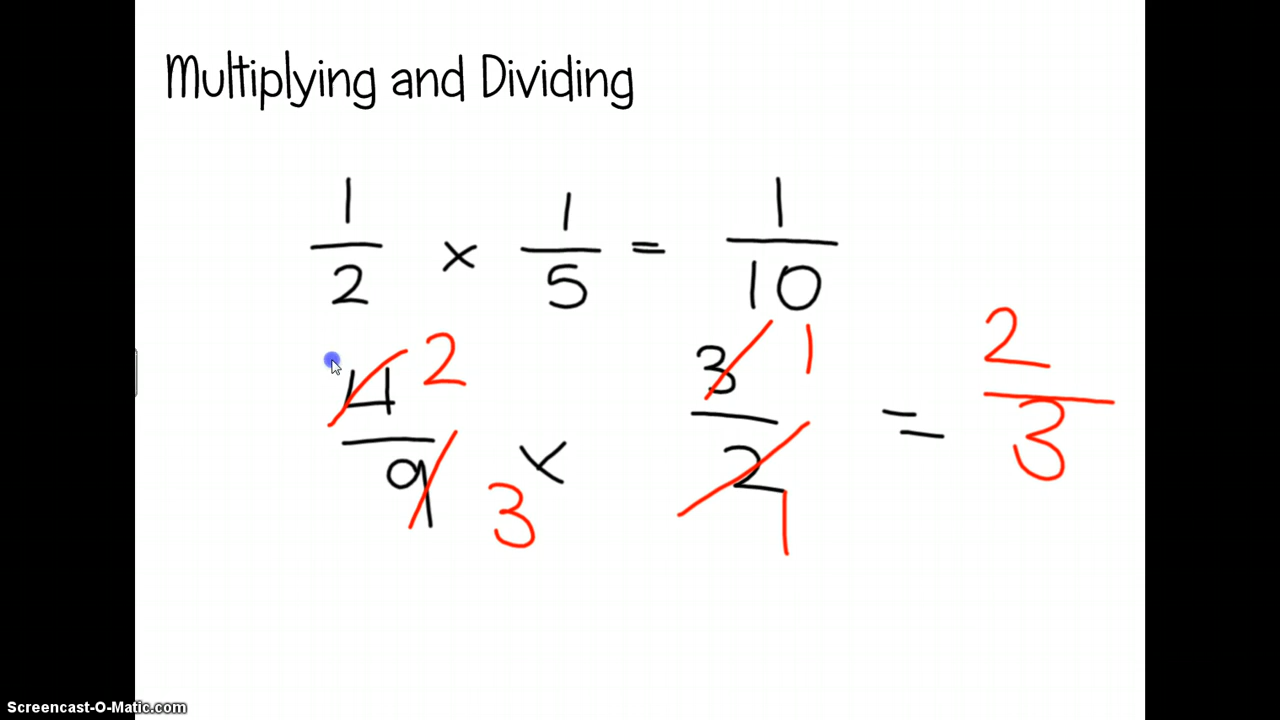 Multiplying and Dividing
1/2 × 1/5 = 1/10
4/9 × 3/2 = 2/3
2 1
3 1
Screencast-O-Matic.com